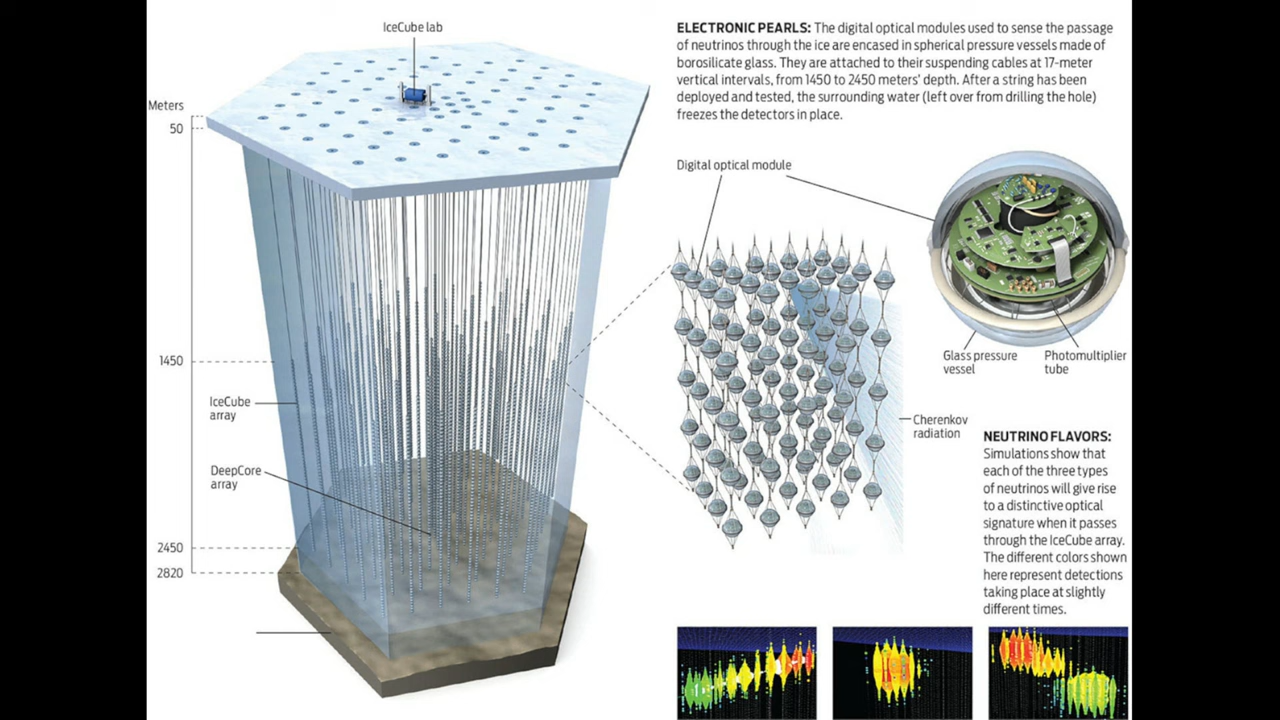 IceCube lab
Meters
50
1450
IceCube
array
DeepCore
array
2450
2820
ELECTRONIC PEARLS: The digital optical modules used to sense the passage
of neutrinos through the ice are encased in spherical pressure vessels made of
borosilicate glass. They are attached to their suspending cables at 17-meter
vertical intervals, from 1450 to 2450 meters' depth. After a string has been
deployed and tested, the surrounding water (left over from drilling the hole)
freezes the detectors in place.
Digital optical module
Glass pressure
vessel
Photomultiplier
tube
Cherenkov
radiation
NEUTRINO FLAVORS:
Simulations show that
each of the three types
of neutrinos will give rise
to a distinctive optical
signature when it passes
through the IceCube array.
The different colors shown
here represent detections
taking place at slightly
different times.